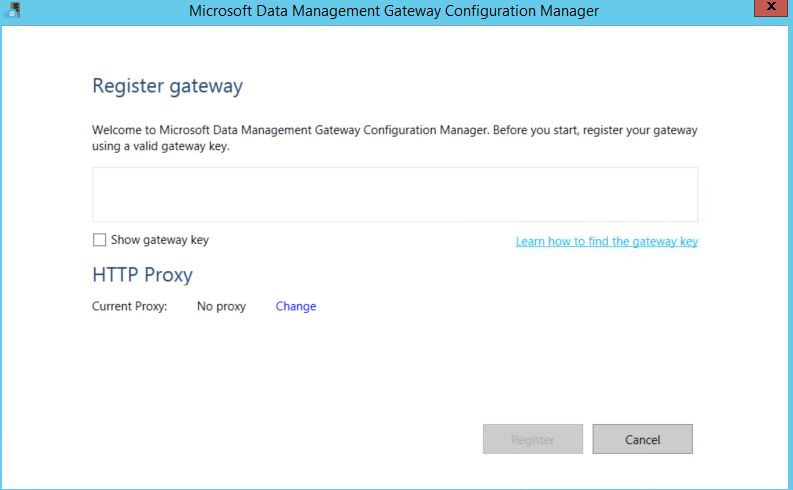 Microsoft Data Management Gateway Configuration Manager
x
Register gateway
Welcome to Microsoft Data Management Gateway Configuration Manager. Before you start, register your gateway
using a valid gateway key.
Show gateway key
Learn how to find the gateway key
HTTP Proxy
Current Proxy: No proxy Change
Register Cancel